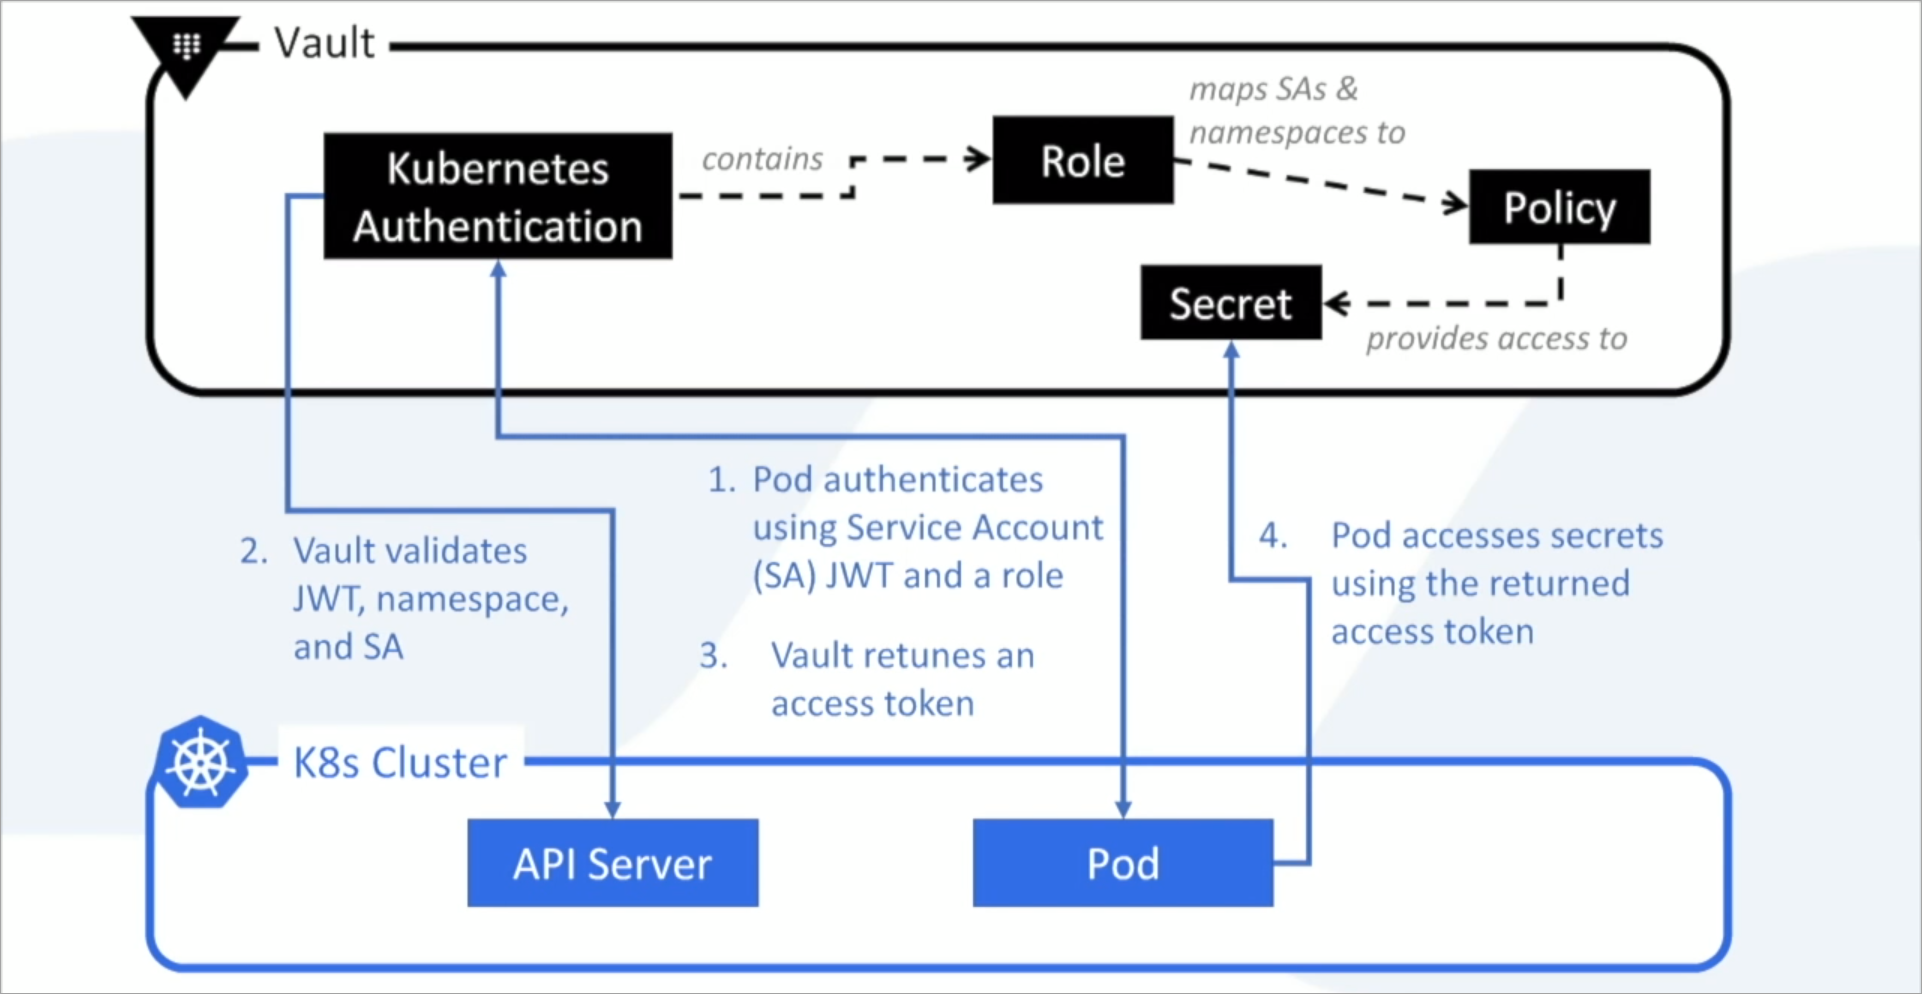 Vault
maps SAs &
namespaces to
Kubernetes
Authentication
contains
Role
Policy
Secret
provides access to
1. Pod authenticates
using Service Account
(SA) JWT and a role
2. Vault validates
JWT, namespace,
and SA
3. Vault retunes an
access token
4. Pod accesses secrets
using the returned
access token
K8s Cluster
API Server
Pod